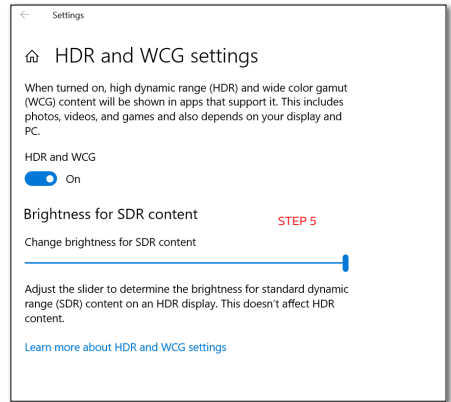 Settings
HDR and WCG settings
When turned on, high dynamic range (HDR) and wide color gamut
(WCG) content will be shown in apps that support it. This includes
photos, videos, and games and also depends on your display and
PC.
HDR and WCG
On
Brightness for SDR content
STEP 5
Change brightness for SDR content
Adjust the slider to determine the brightness for standard dynamic
range (SDR) content on an HDR display. This doesn't affect HDR
content.
Learn more about HDR and WCG settings